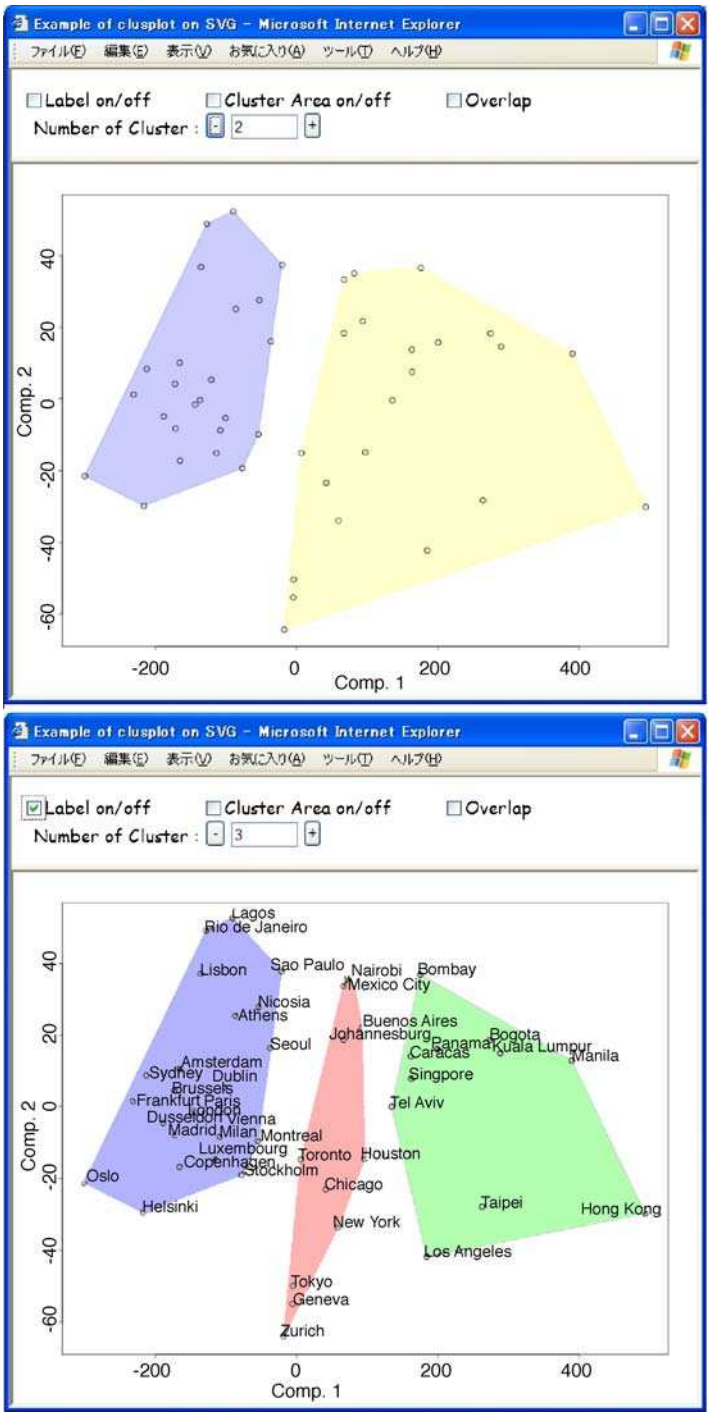 Example of clusplot on SVG - Microsoft Internet Explorer
ファイル(F) 編集(E) 表示(V) お気に入り(A) ツール(T) ヘルプ(H)
Label on/off Cluster Area on/off Overlap
Number of Cluster : - 2 +
40
20
0
-20
-40
-60
Comp. 2
-200 0 200 400
Comp. 1
Example of clusplot on SVG - Microsoft Internet Explorer
ファイル(F) 編集(E) 表示(V) お気に入り(A) ツール(T) ヘルプ(H)
Label on/off Cluster Area on/off Overlap
Number of Cluster : - 3 +
40
20
0
-20
-40
-60
Comp. 2
Lagos
Rio de Janeiro
Lisbon
Sao Paulo
Nairobi
Bombay
Mexico City
Nicosia
Athens
Buenos Aires
Seoul
Johannesburg
Panama
Bogota
Caracas
Kuala Lumpur
Manila
Amsterdam
Sydney
Dublin
Singpore
Brussels
Frankfurt
Paris
London
Tel Aviv
Dusseldorf
Vienna
Madrid
Milan
Montreal
Luxembourg
Toronto
Houston
Copenhagen
Stockholm
Oslo
Chicago
Helsinki
New York
Taipei
Hong Kong
Los Angeles
Tokyo
Geneva
Zurich
-200 0 200 400
Comp. 1